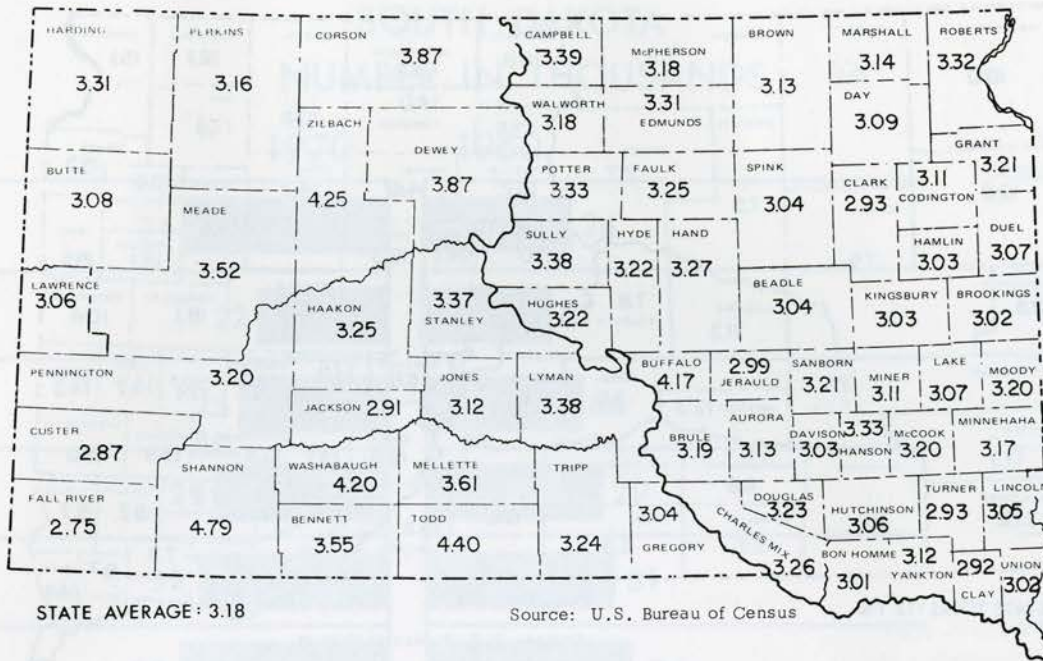 HARDING
3.31
PERKINS
3.16
CORSON
3.87
CAMPBELL
3.39
McPHERSON
3.18
BROWN
3.13
MARSHALL
3.14
ROBERTS
3.32
ZILBACH
4.25
DEWEY
3.87
WALWORTH
3.18
3.31
EDMUNDS
DAY
3.09
GRANT
3.21
BUTTE
3.08
MEADE
3.52
POTTER
3.33
FAULK
3.25
SPINK
3.04
CLARK
2.93
3.11
CODINGTON
SULLY
3.38
HYDE
3.22
HAND
3.27
HAMLIN
3.03
DUEL
3.07
LAWRENCE
3.06
HAAKON
3.25
3.37
STANLEY
HUGHES
3.22
BEADLE
3.04
KINGSBURY
3.03
BROOKINGS
3.02
PENNINGTON
3.20
JACKSON 2.91
JONES
3.12
LYMAN
3.38
BUFFALO
4.17
2.99
JERAULD
SANBORN
3.21
MINER
3.11
LAKE
3.07
MOODY
3.20
CUSTER
2.87
BRULE
3.19
AURORA
3.13
DAVISON
3.03
3.33
HANSON
McCOOK
3.20
MINNEHAHA
3.17
FALL RIVER
2.75
SHANNON
4.79
WASHABAUGH
4.20
MELLETTE
3.61
TRIPP
3.24
BENNETT
3.55
TODD
4.40
3.04
GREGORY
DOUGLAS
3.23
CHARLES MIX
3.26
HUTCHINSON
3.06
TURNER
2.93
LINCOLN
3.05
BON HOMME
3.01
3.12
YANKTON
2.92
CLAY
UNION
3.02
STATE AVERAGE: 3.18
Source: U.S. Bureau of Census